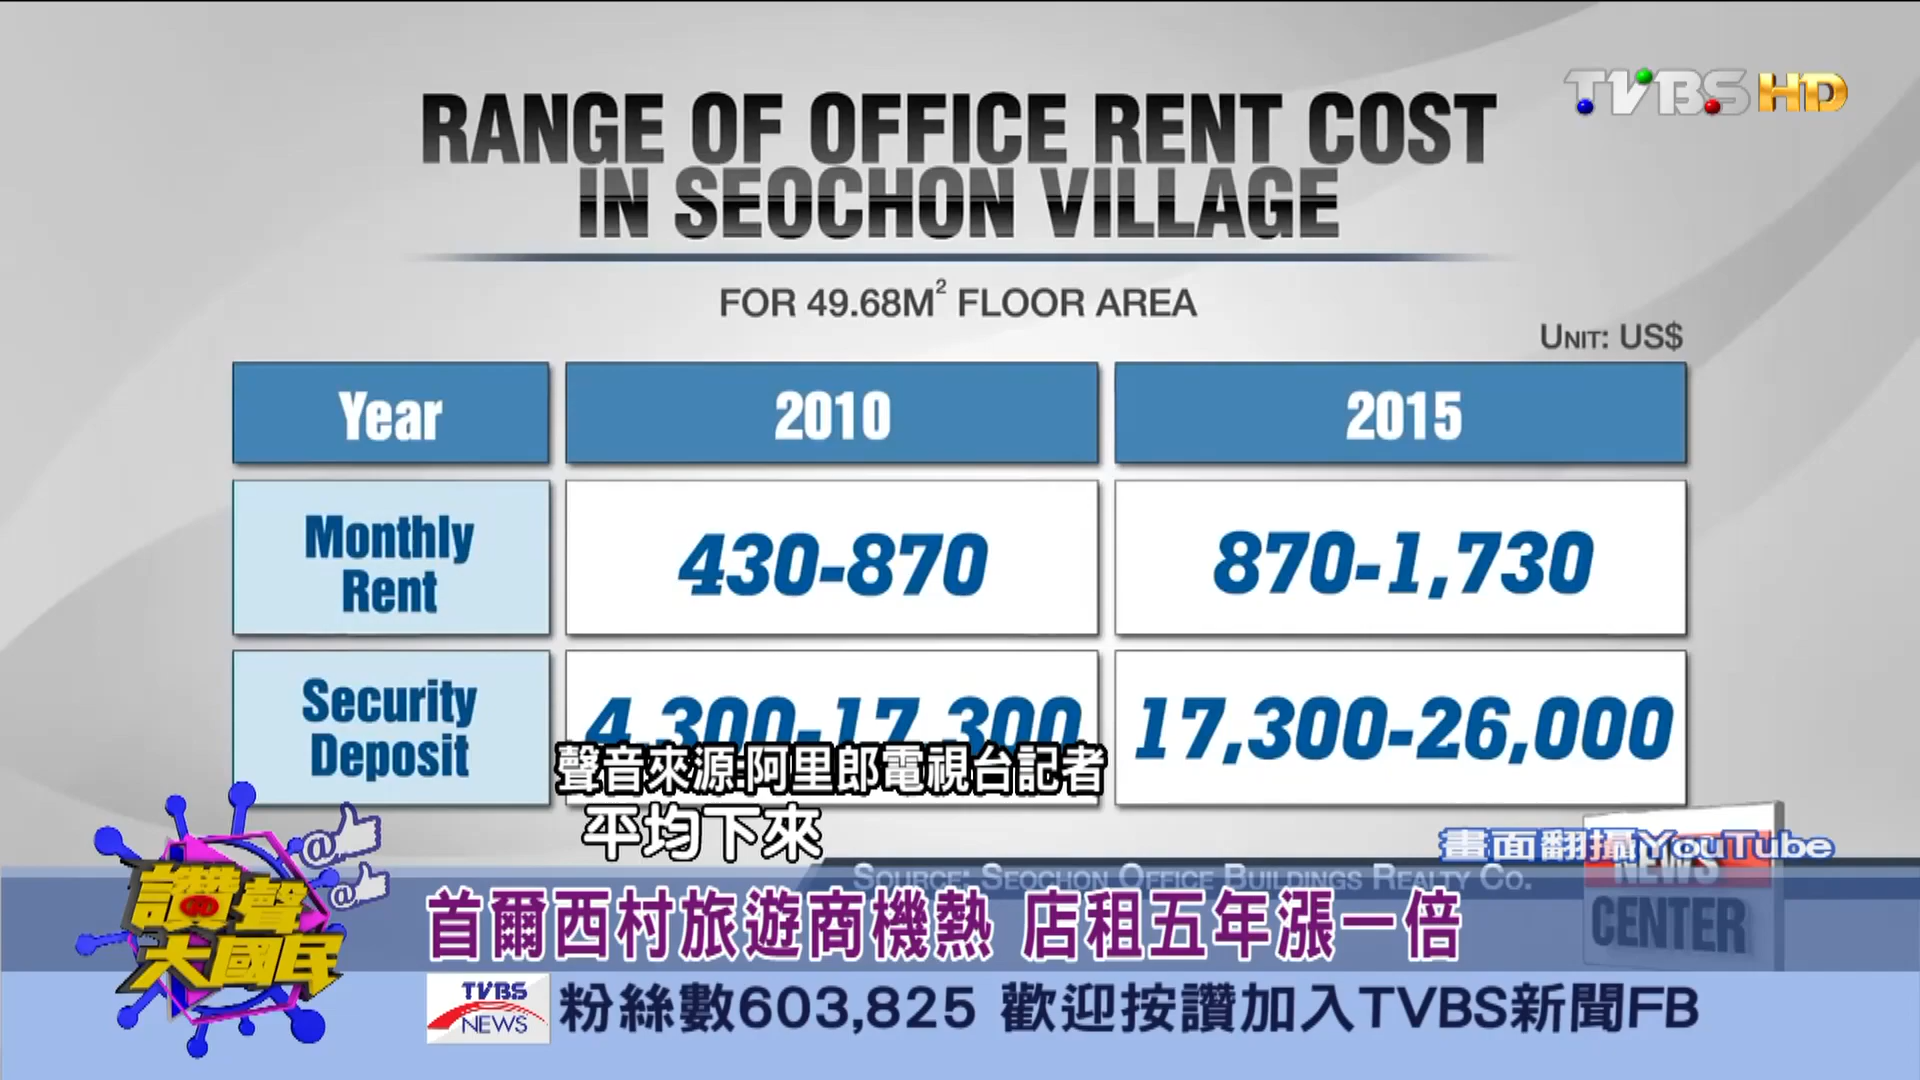 TVBS HD
RANGE OF OFFICE RENT COST
IN SEOCHON VILLAGE
FOR 49.68M² FLOOR AREA
UNIT: US$
Year 2010 2015
Monthly Rent 430-870 870-1,730
Security Deposit 4,300-17,300 17,300-26,000
聲音來源:阿里郎電視台記者
平均下來
畫面翻攝YouTube
SOURCE: SEOCHON OFFICE BUILDINGS REALTY CO.
NEWS
CENTER
讚聲
大國民
首爾西村旅遊商機熱 店租五年漲一倍
TVBS
NEWS
粉絲數603,825 歡迎按讚加入TVBS新聞FB